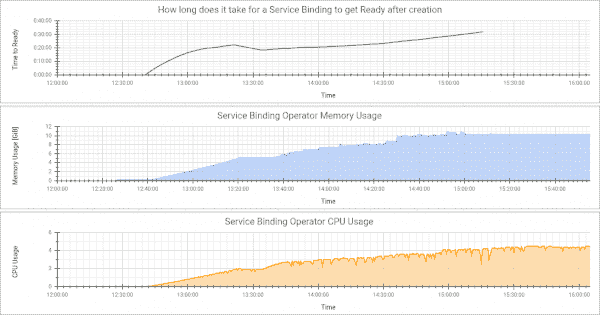 How long does it take for a Service Binding to get Ready after creation
0:40:00
0:30:00
0:20:00
0:10:00
0:00:00
Time to Ready
12:00:00 12:30:00 13:00:00 13:30:00 14:00:00 14:30:00 15:00:00 15:30:00 16:00:00
Time
Service Binding Operator Memory Usage
12
10
8
6
4
2
0
Memory Usage [GB]
12:00:00 12:20:00 12:40:00 13:00:00 13:20:00 13:40:00 14:00:00 14:20:00 14:40:00 15:00:00 15:20:00 15:40:00
Time
Service Binding Operator CPU Usage
6
4
2
0
CPU Usage
12:00:00 12:30:00 13:00:00 13:30:00 14:00:00 14:30:00 15:00:00 15:30:00 16:00:00
Time